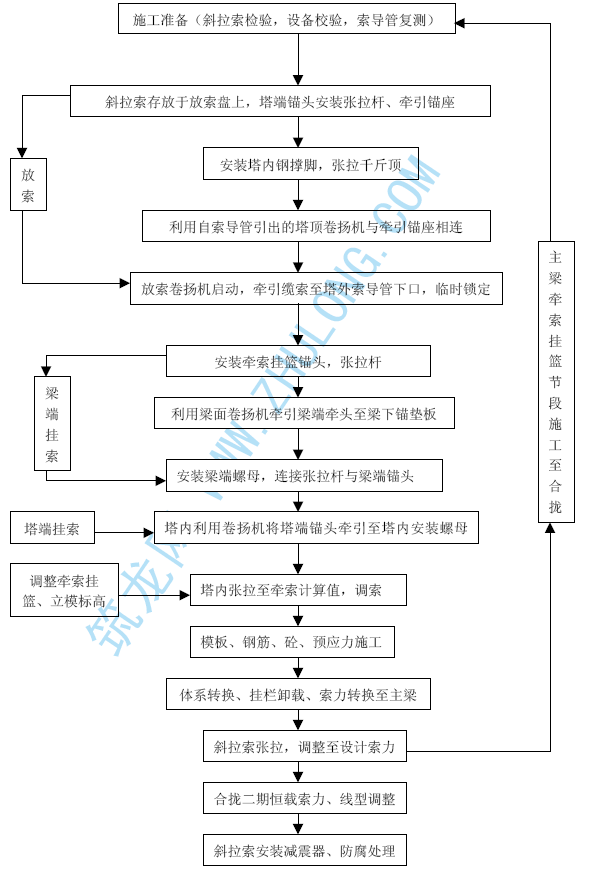 施工准备（斜拉索检验，设备校验，索导管复测）
斜拉索存放于放索盘上，塔端锚头安装张拉杆、牵引锚座
放
索
安装塔内钢撑脚，张拉千斤顶
利用自索导管引出的塔顶卷扬机与牵引锚座相连
放索卷扬机启动，牵引缆索至塔外索导管下口，临时锁定
安装牵索挂篮锚头，张拉杆
梁
端
挂
索
利用梁面卷扬机牵引梁端牵头至梁下锚垫板
安装梁端螺母，连接张拉杆与梁端锚头
塔端挂索
塔内利用卷扬机将塔端锚头牵引至塔内安装螺母
调整牵索挂
篮、立模标高
塔内张拉至牵索计算值，调索
模板、钢筋、砼、预应力施工
体系转换、挂栏卸载、索力转换至主梁
斜拉索张拉，调整至设计索力
合拢二期恒载索力、线型调整
斜拉索安装减震器、防腐处理
主
梁
牵
索
挂
篮
节
段
施
工
至
合
拢
筑龙网 WWW.ZHULONG.COM